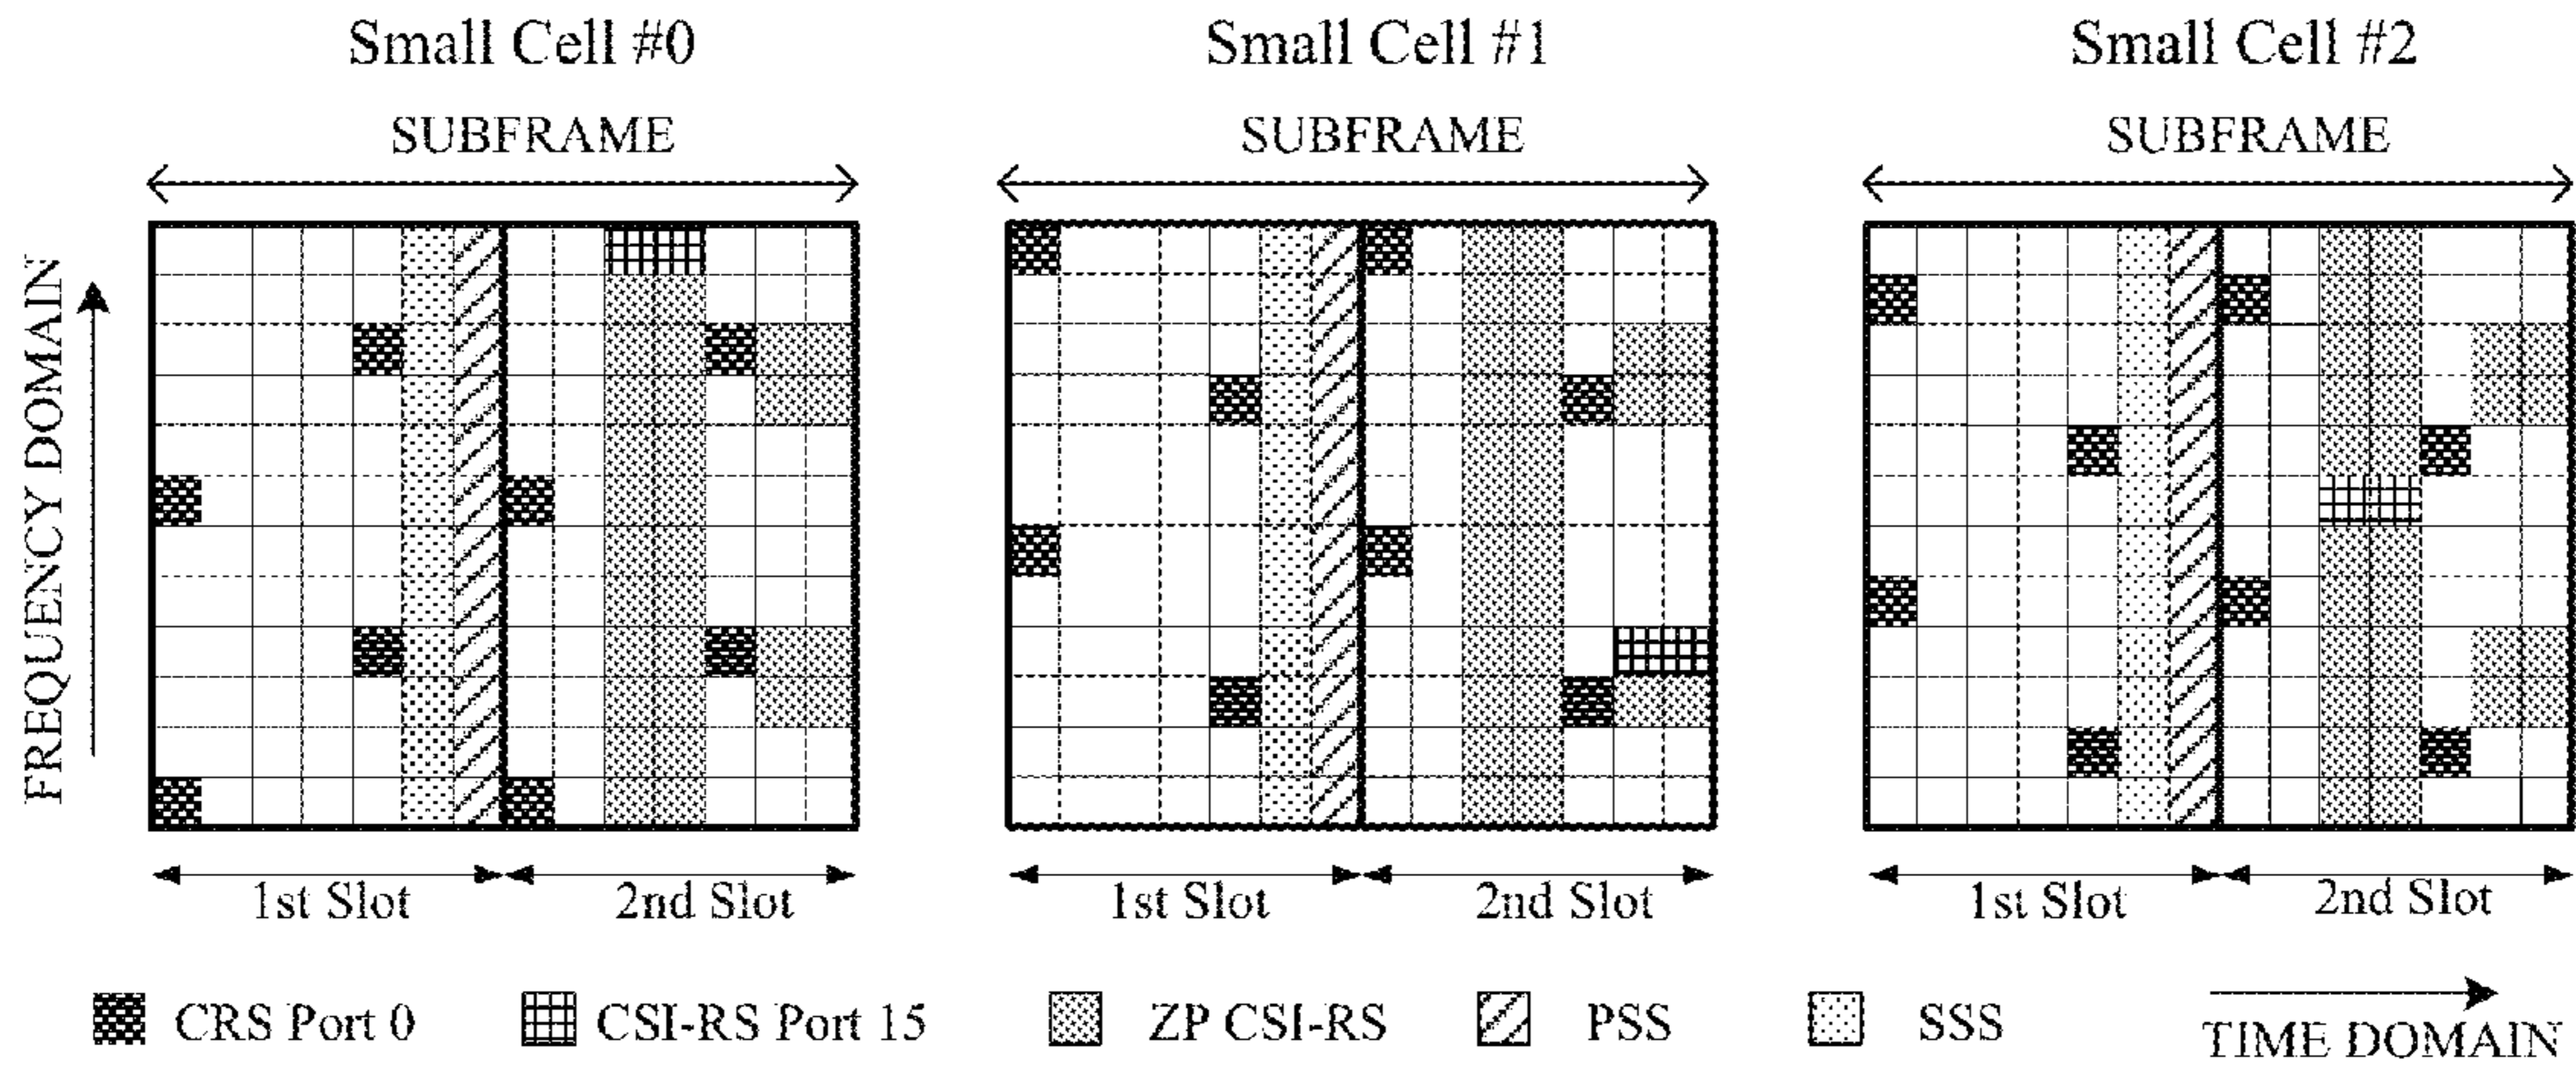 Small Cell #0
Small Cell #1
Small Cell #2
SUBFRAME
SUBFRAME
SUBFRAME
FREQUENCY DOMAIN
1st Slot
2nd Slot
1st Slot
2nd Slot
1st Slot
2nd Slot
CRS Port 0
CSI-RS Port 15
ZP CSI-RS
PSS
SSS
TIME DOMAIN